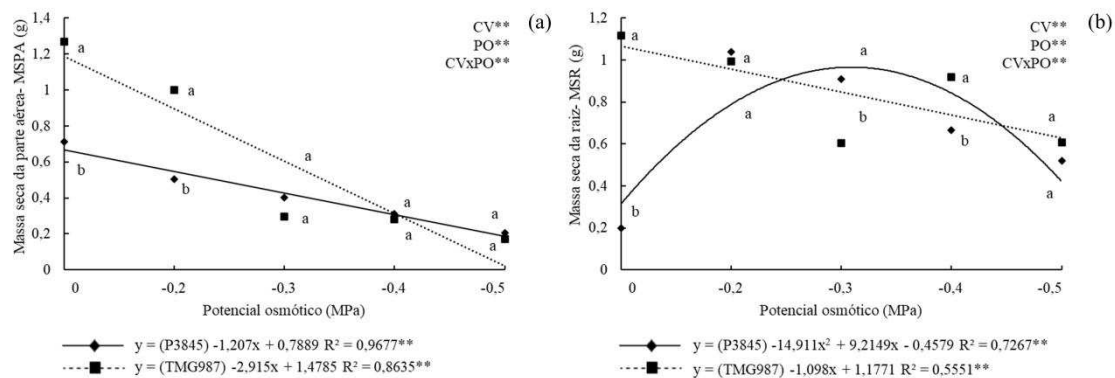 (a)
CV**
PO**
CVxPO**
Massa seca da parte aérea- MSPA (g)
1,4
1,2
1
0,8
0,6
0,4
0,2
0
a
a
a
b
b
a
a
a
a
a
0
-0,2
-0,3
-0,4
-0,5
Potencial osmótico (MPa)
y = (P3845) -1,207x + 0,7889 R² = 0,9677**
y = (TMG987) -2,915x + 1,4785 R² = 0,8635**
(b)
CV**
PO**
CVxPO**
Massa seca da raiz- MSR (g)
1,2
1
0,8
0,6
0,4
0,2
0
a
a
a
a
a
b
b
a
b
a
0
-0,2
-0,3
-0,4
-0,5
Potencial osmótico (MPa)
y = (P3845) -14,911x² + 9,2149x - 0,4579 R² = 0,7267**
y = (TMG987) -1,098x + 1,1771 R² = 0,5551**